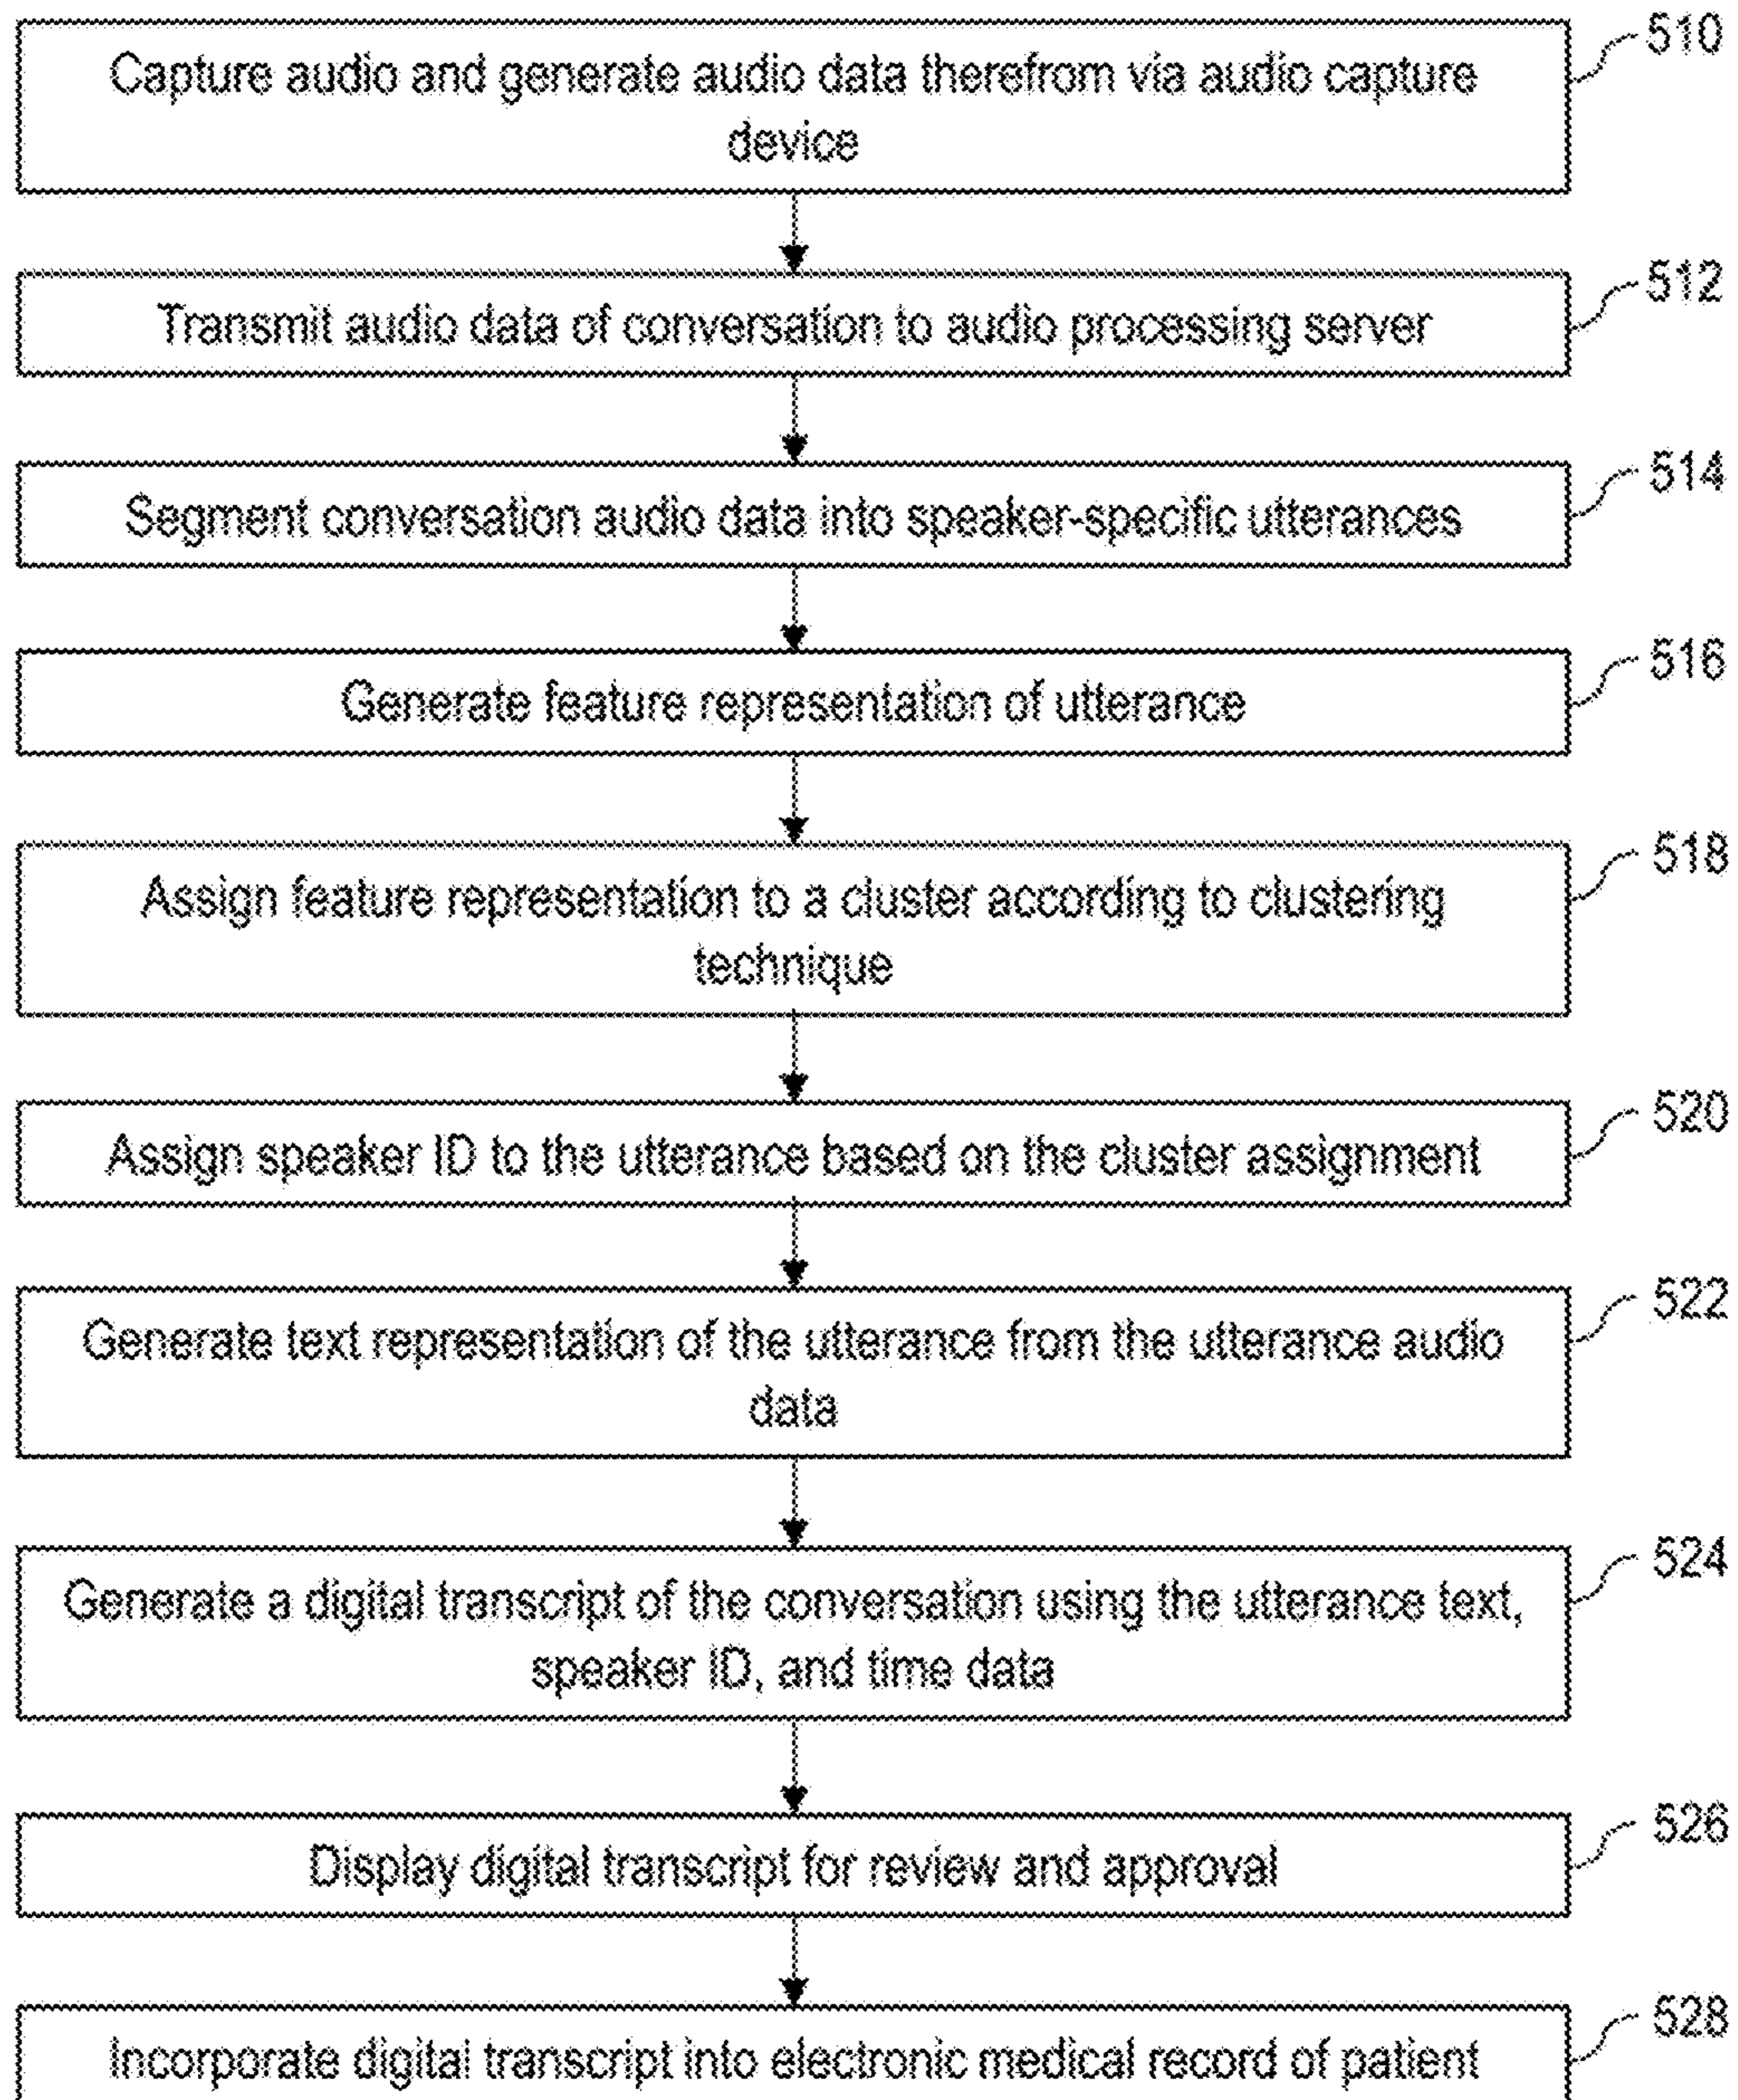 510
Capture audio and generate audio data therefrom via audio capture
device
512
Transmit audio data of conversation to audio processing server
514
Segment conversation audio data into speaker-specific utterances
516
Generate feature representation of utterance
518
Assign feature representation to a cluster according to clustering
technique
520
Assign speaker ID to the utterance based on the cluster assignment
522
Generate text representation of the utterance from the utterance audio
data
524
Generate a digital transcript of the conversation using the utterance text,
speaker ID, and time data
526
Display digital transcript for review and approval
528
Incorporate digital transcript into electronic medical record of patient